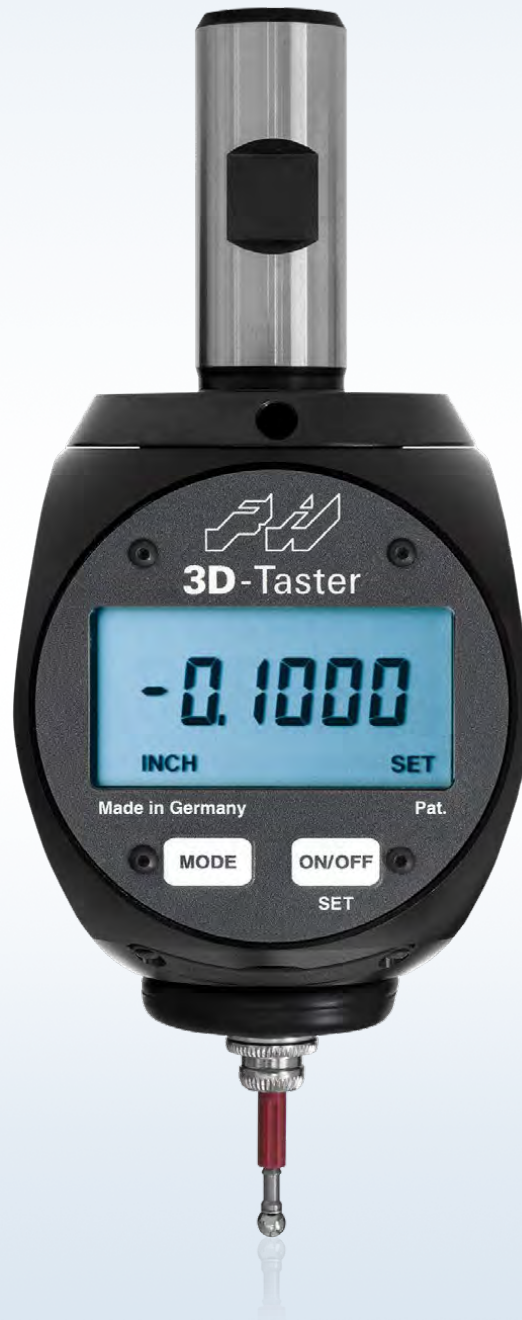 3D-Taster
-0.1000
INCH SET
Made in Germany Pat.
MODE ON/OFF
SET